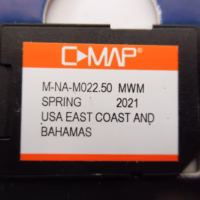 C-MAP®
M-NA-M022.50 MWM
SPRING 2021
USA EAST COAST AND
BAHAMAS